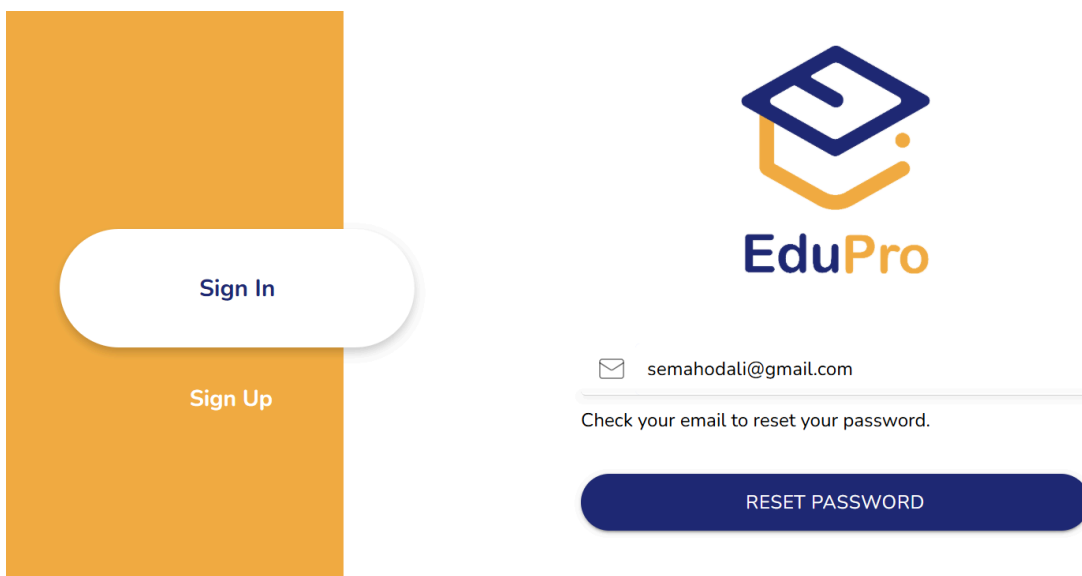 Sign In
Sign Up
EduPro
semahodali@gmail.com
Check your email to reset your password.
RESET PASSWORD